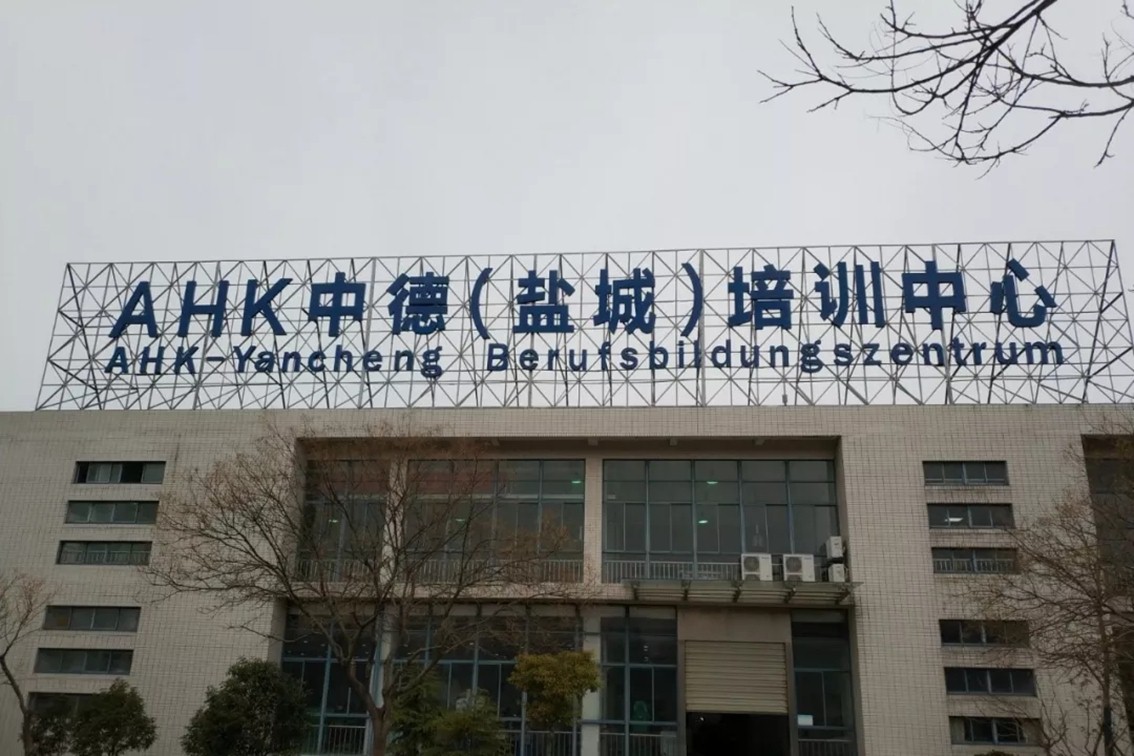 AHK中德(盐城)培训中心
AHK-Yancheng Berufsbildungszentrum